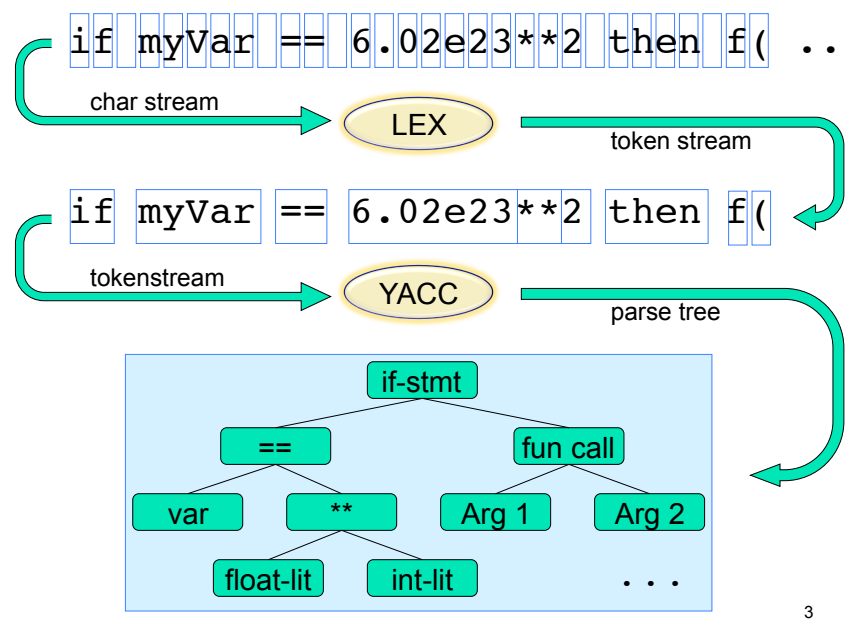 if myVar == 6.02e23**2 then f( ..
char stream
LEX
token stream
if myVar == 6.02e23**2 then f(
tokenstream
YACC
parse tree
if-stmt
== fun call
var ** Arg 1 Arg 2
float-lit int-lit . . .
3